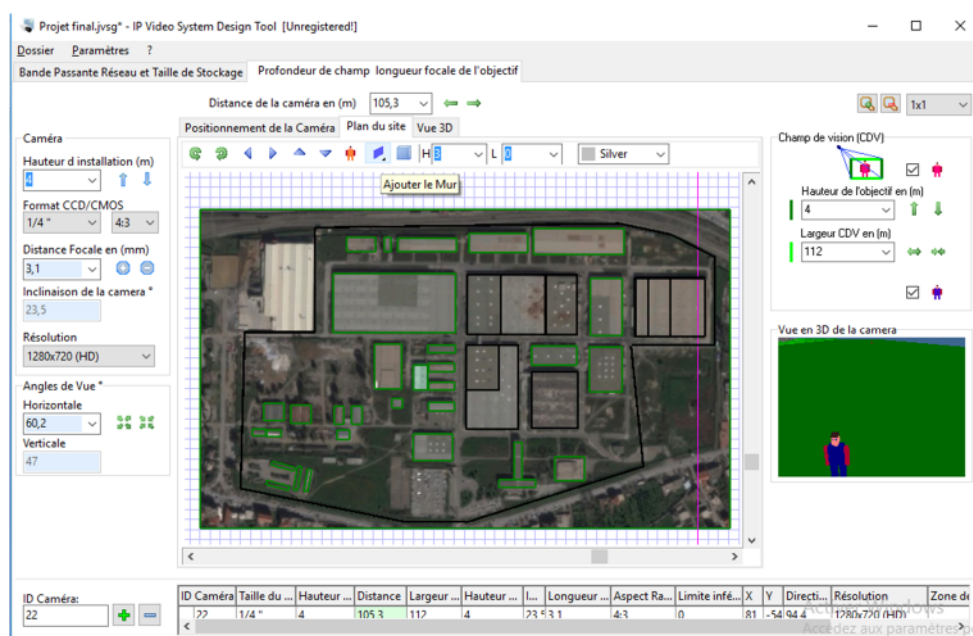 Projet final.jvsg* - IP Video System Design Tool [Unregistered!]
Dossier Paramètres ?
Bande Passante Réseau et Taille de Stockage Profondeur de champ longueur focale de l'objectif
Distance de la caméra en (m) 105,3 1x1
Positionnement de la Caméra Plan du site Vue 3D
H 3 L 0 Silver
Ajouter le Mur
Caméra
Hauteur d installation (m)
4
Format CCD/CMOS
1/4 " 4:3
Distance Focale en (mm)
3,1
Inclinaison de la camera °
23,5
Résolution
1280x720 (HD)
Angles de Vue °
Horizontale
60,2
Verticale
47
Champ de vision (CDV)
Hauteur de l'objectif en (m)
4
Largeur CDV en (m)
112
Vue en 3D de la camera
ID Caméra:
22
ID Caméra Taille du ... Hauteur ... Distance Largeur ... Hauteur ... I... Longueur ... Aspect Ra... Limite infé... X Y Directi... Résolution Zone de
22 1/4 " 4 105,3 112 4 23,5 3,1 4:3 0 81 -54 94,4 1280x720 (HD)
Activer Windows
Accédez aux paramètres p